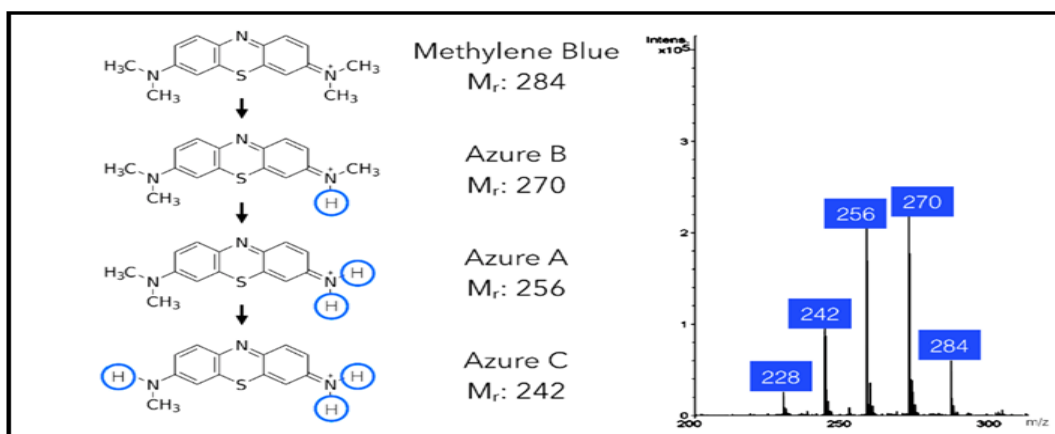 N
H₃C
N
S
N⁺
CH₃
CH₃
CH₃
Methylene Blue
Mᵣ: 284
N
H₃C
N
S
N⁺
CH₃
CH₃
H
Azure B
Mᵣ: 270
N
H₃C
N
S
N⁺
H
CH₃
H
Azure A
Mᵣ: 256
N
H
N
S
N⁺
H
CH₃
H
Azure C
Mᵣ: 242
Intens.
x10⁵
3
2
1
0
228
242
256
270
284
200
250
300
m/z